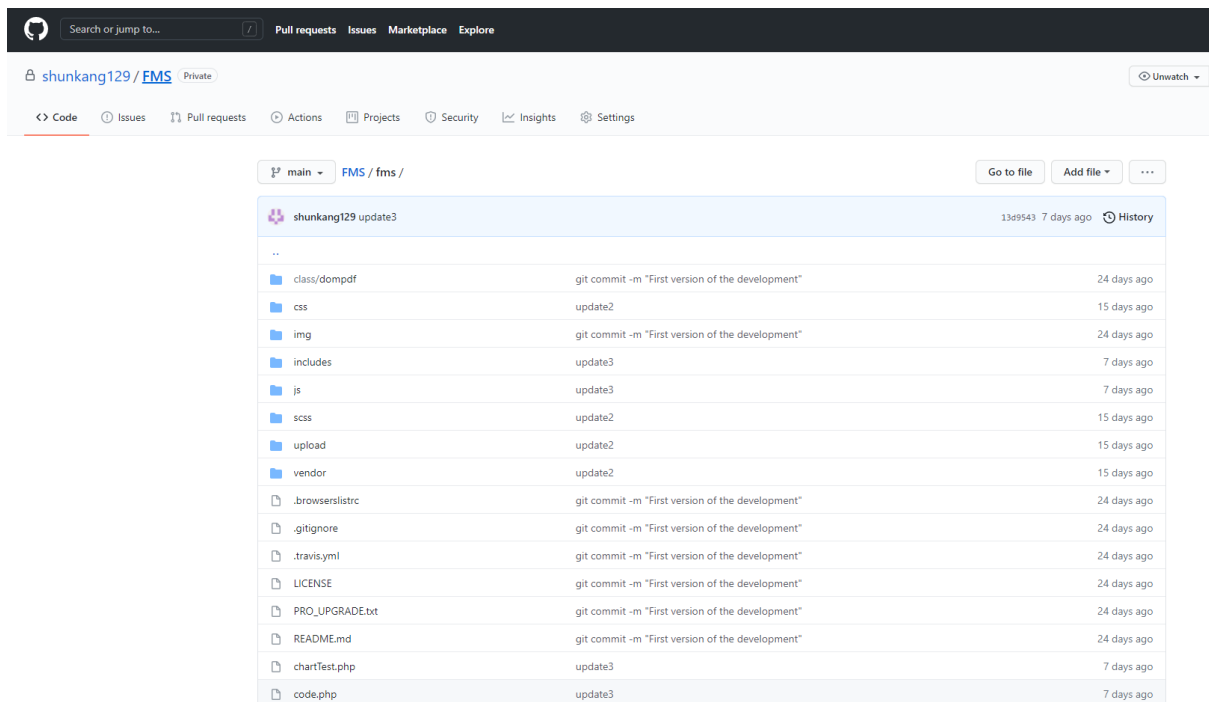 Search or jump to... /
Pull requests Issues Marketplace Explore
shunkang129 / FMS Private
Unwatch
Code Issues Pull requests Actions Projects Security Insights Settings
main FMS / fms / Go to file Add file ...
shunkang129 update3 13d9543 7 days ago History
..
class/dompdf git commit -m "First version of the development" 24 days ago
css update2 15 days ago
img git commit -m "First version of the development" 24 days ago
includes update3 7 days ago
js update3 7 days ago
scss update2 15 days ago
upload update2 15 days ago
vendor update2 15 days ago
.browserslistrc git commit -m "First version of the development" 24 days ago
.gitignore git commit -m "First version of the development" 24 days ago
.travis.yml git commit -m "First version of the development" 24 days ago
LICENSE git commit -m "First version of the development" 24 days ago
PRO_UPGRADE.txt git commit -m "First version of the development" 24 days ago
README.md git commit -m "First version of the development" 24 days ago
chartTest.php update3 7 days ago
code.php update3 7 days ago